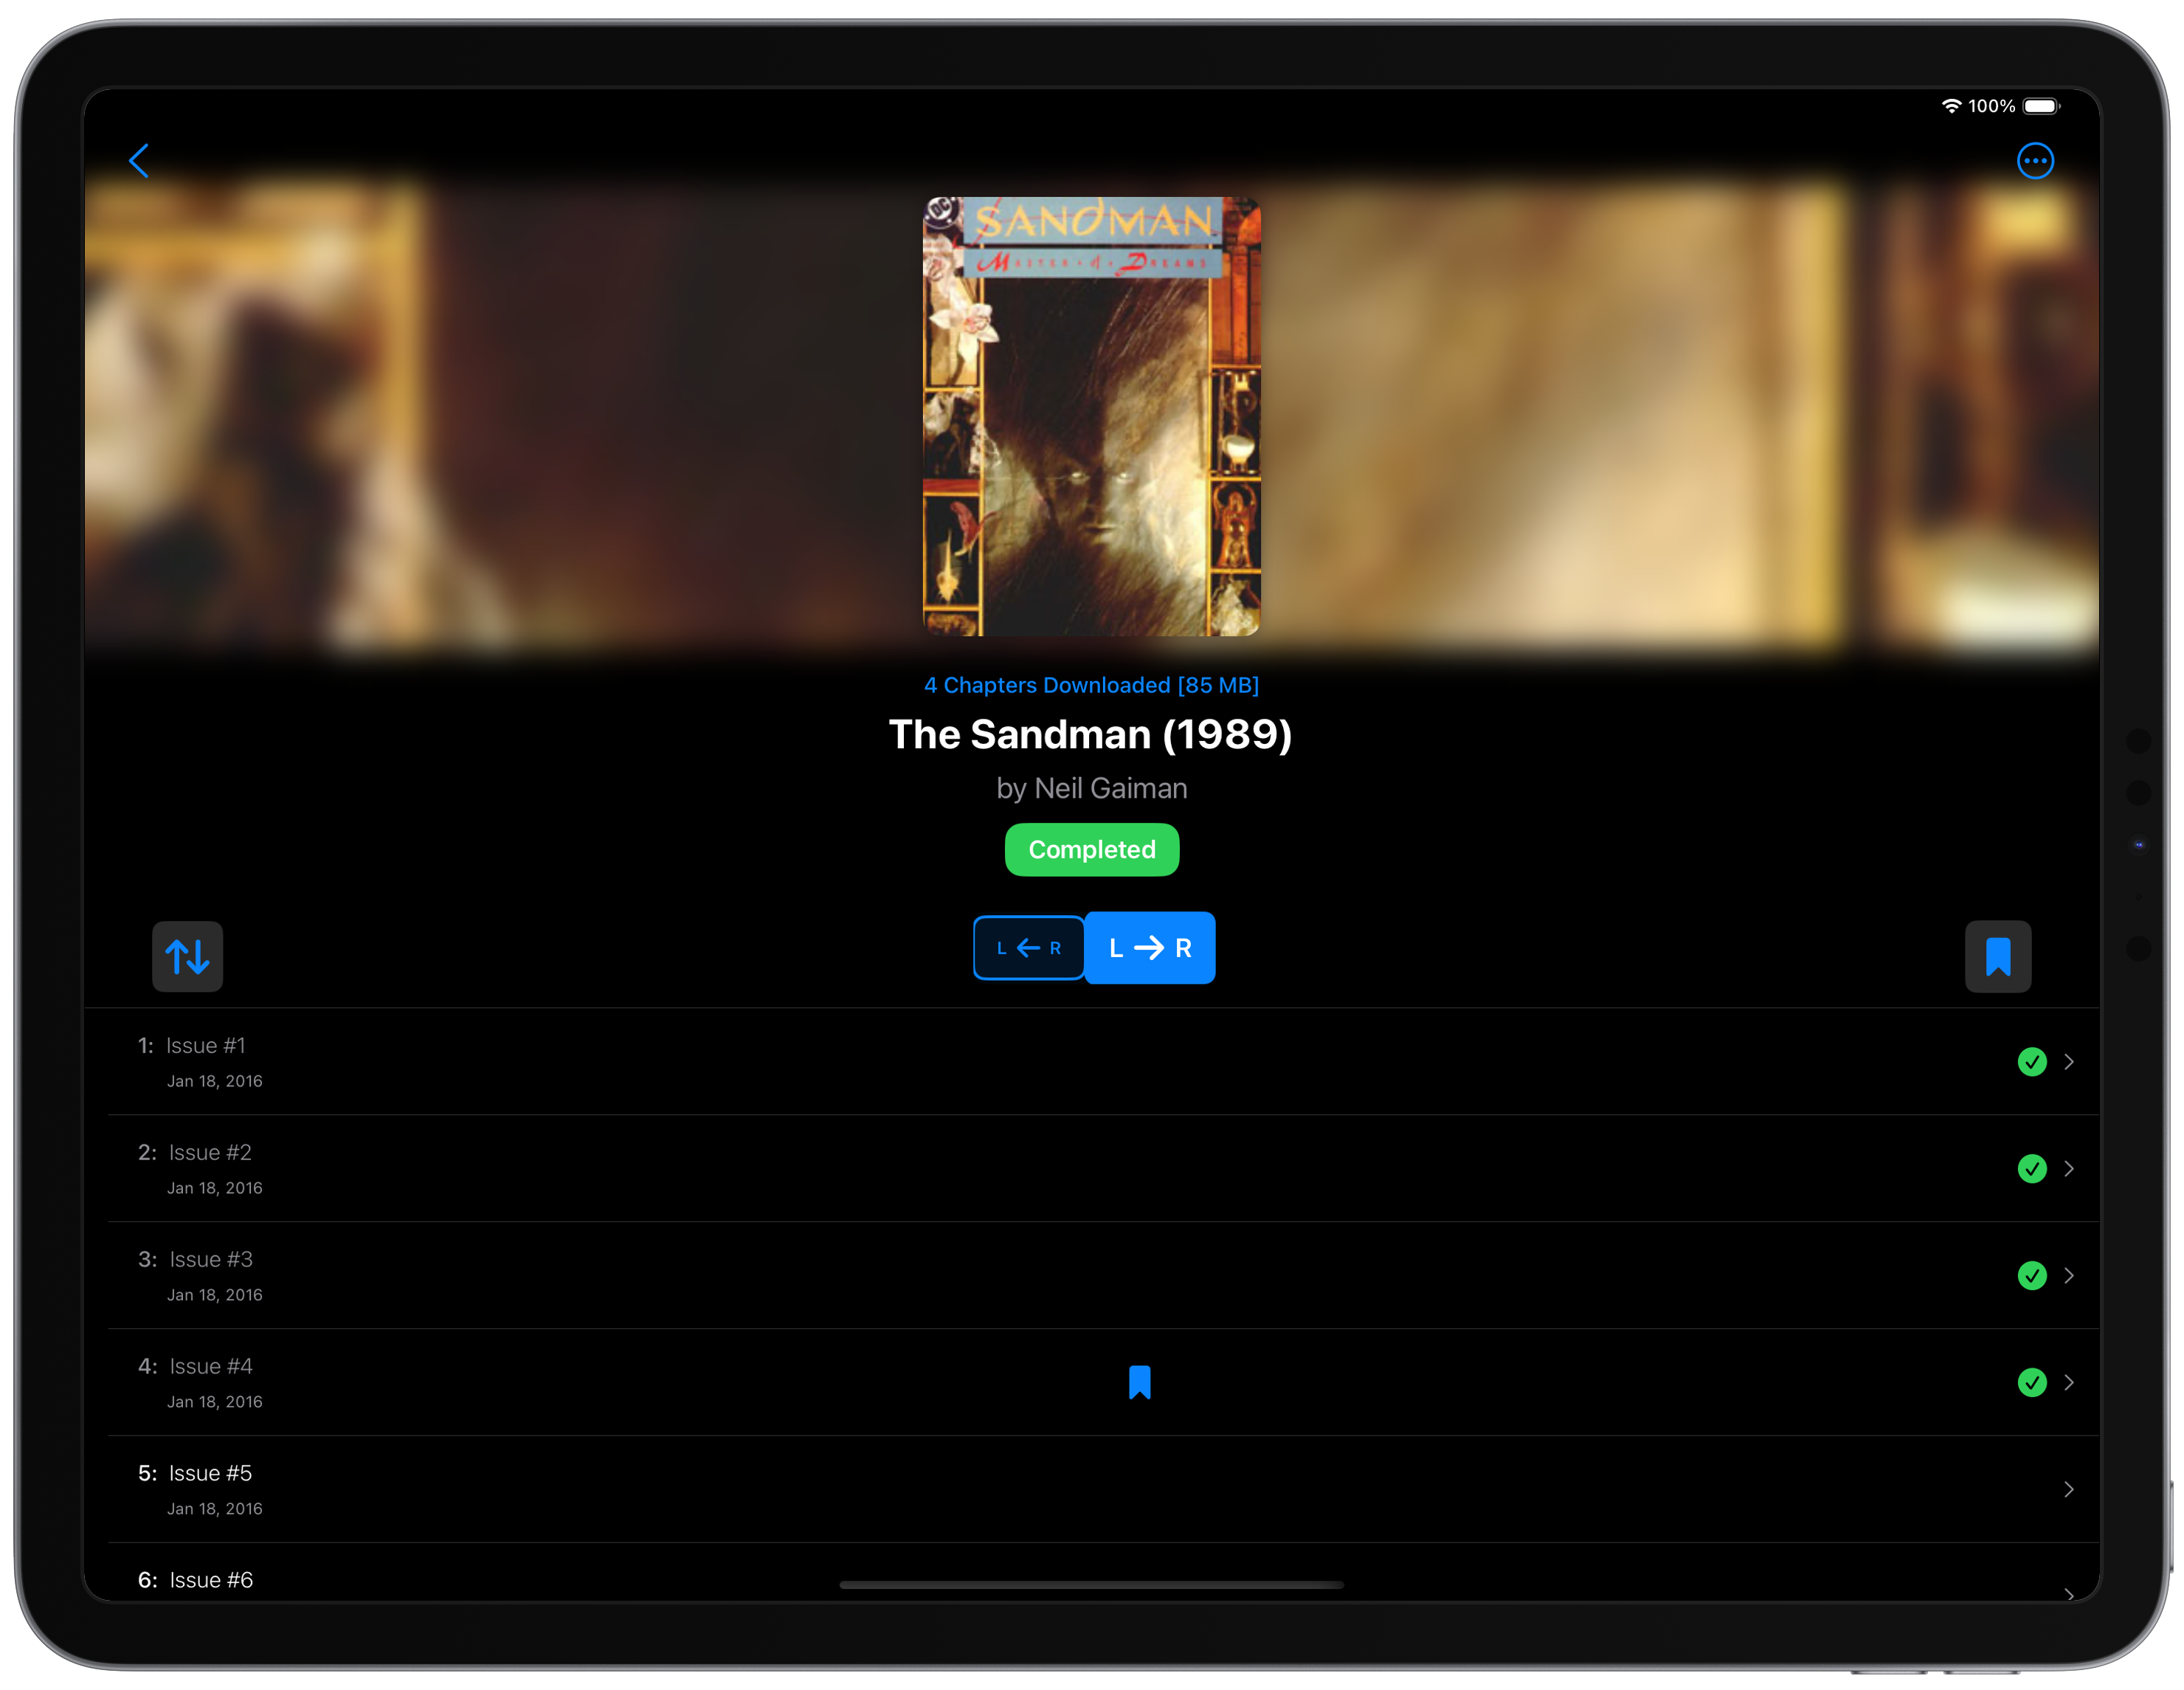 100%
DC
SANDMAN
MASTER • of • DREAMS
4 Chapters Downloaded [85 MB]
The Sandman (1989)
by Neil Gaiman
Completed
L ← R
L → R
1: Issue #1
Jan 18, 2016
2: Issue #2
Jan 18, 2016
3: Issue #3
Jan 18, 2016
4: Issue #4
Jan 18, 2016
5: Issue #5
Jan 18, 2016
6: Issue #6